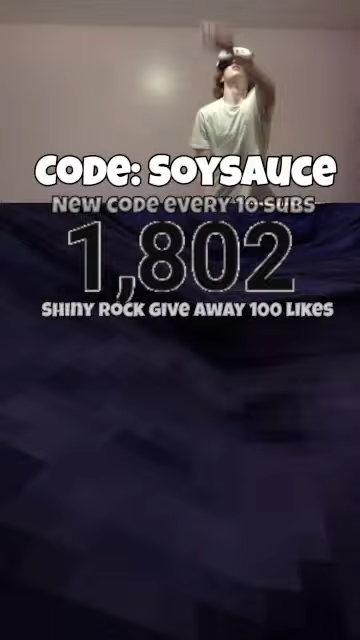 CODE: SOYSAUCE
NEW CODE EVERY 10 SUBS
1,802
SHINY ROCK GIVE AWAY 100 LIKES